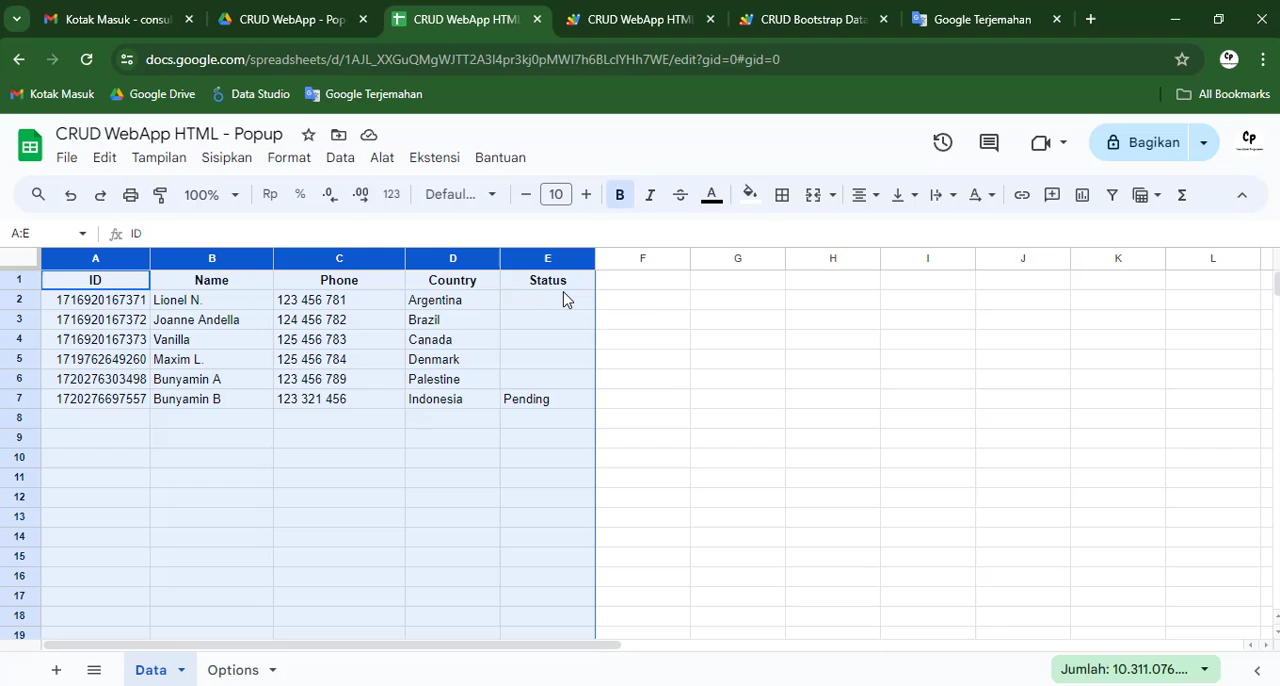 Kotak Masuk - consul
CRUD WebApp - Pop
CRUD WebApp HTML
CRUD WebApp HTML
CRUD Bootstrap Data
Google Terjemahan
docs.google.com/spreadsheets/d/1AJL_XXGuQMgWJTT2A3I4pr3kj0pMWI7h6BLcIYHh7WE/edit?gid=0#gid=0
Kotak Masuk Google Drive Data Studio Google Terjemahan All Bookmarks
CRUD WebApp HTML - Popup
File Edit Tampilan Sisipkan Format Data Alat Ekstensi Bantuan
Bagikan
100% Rp % .0 .00 123 Defaul... 10 B I A Σ
A:E fx ID
A B C D E F G H I J K L
1 ID Name Phone Country Status
2 1716920167371 Lionel N. 123 456 781 Argentina
3 1716920167372 Joanne Andella 124 456 782 Brazil
4 1716920167373 Vanilla 125 456 783 Canada
5 1719762649260 Maxim L. 125 456 784 Denmark
6 1720276303498 Bunyamin A 123 456 789 Palestine
7 1720276697557 Bunyamin B 123 321 456 Indonesia Pending
8
9
10
11
12
13
14
15
16
17
18
19
Data Options Jumlah: 10.311.076....